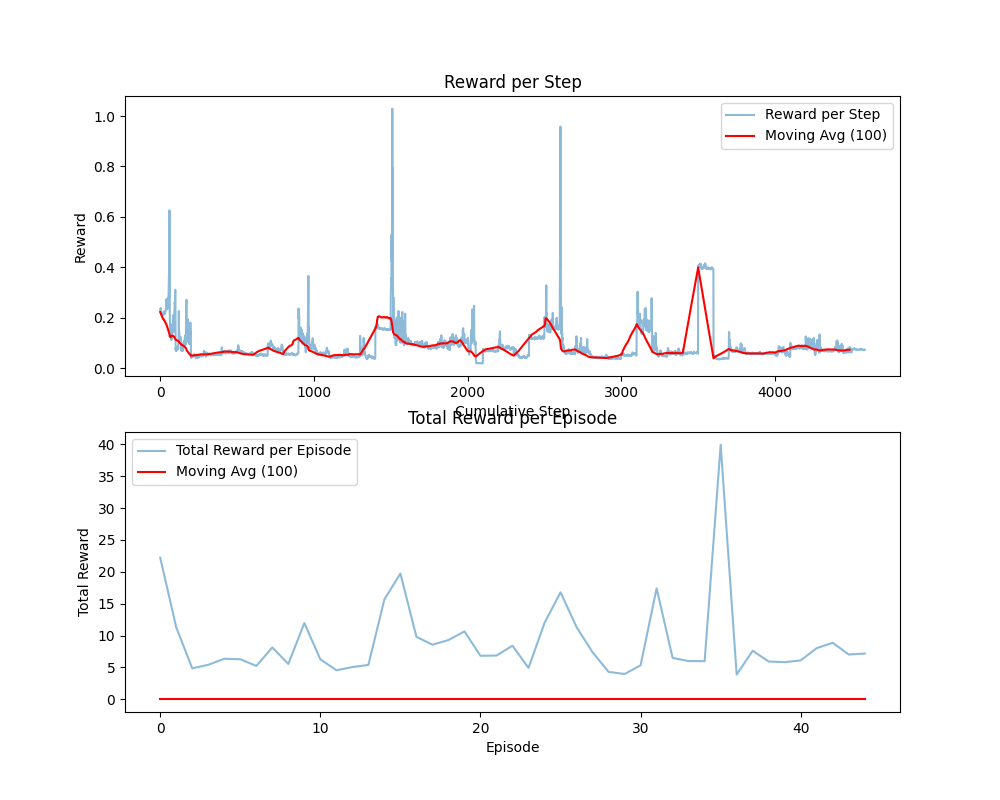 Reward per Step
1.0
0.8
0.6
0.4
0.2
0.0
Reward
Reward per Step
Moving Avg (100)
0 1000 2000 3000 4000
Cumulative Step
Total Reward per Episode
40
35
30
25
20
15
10
5
0
Total Reward
Total Reward per Episode
Moving Avg (100)
0 10 20 30 40
Episode